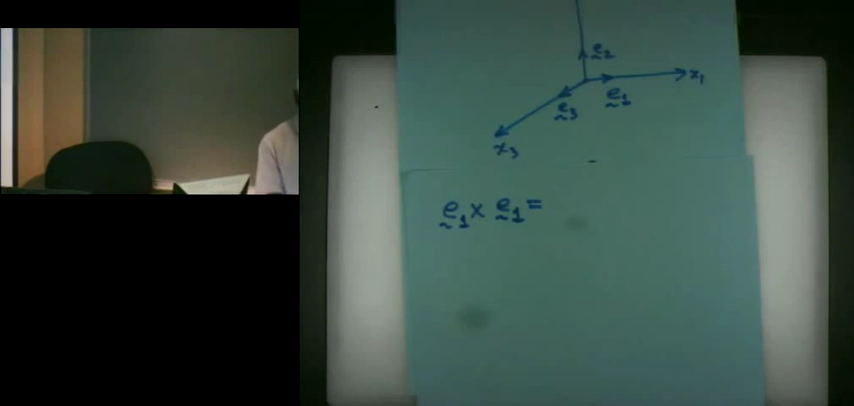 e2
x1
e1
e3
x3
e1 x e1 =